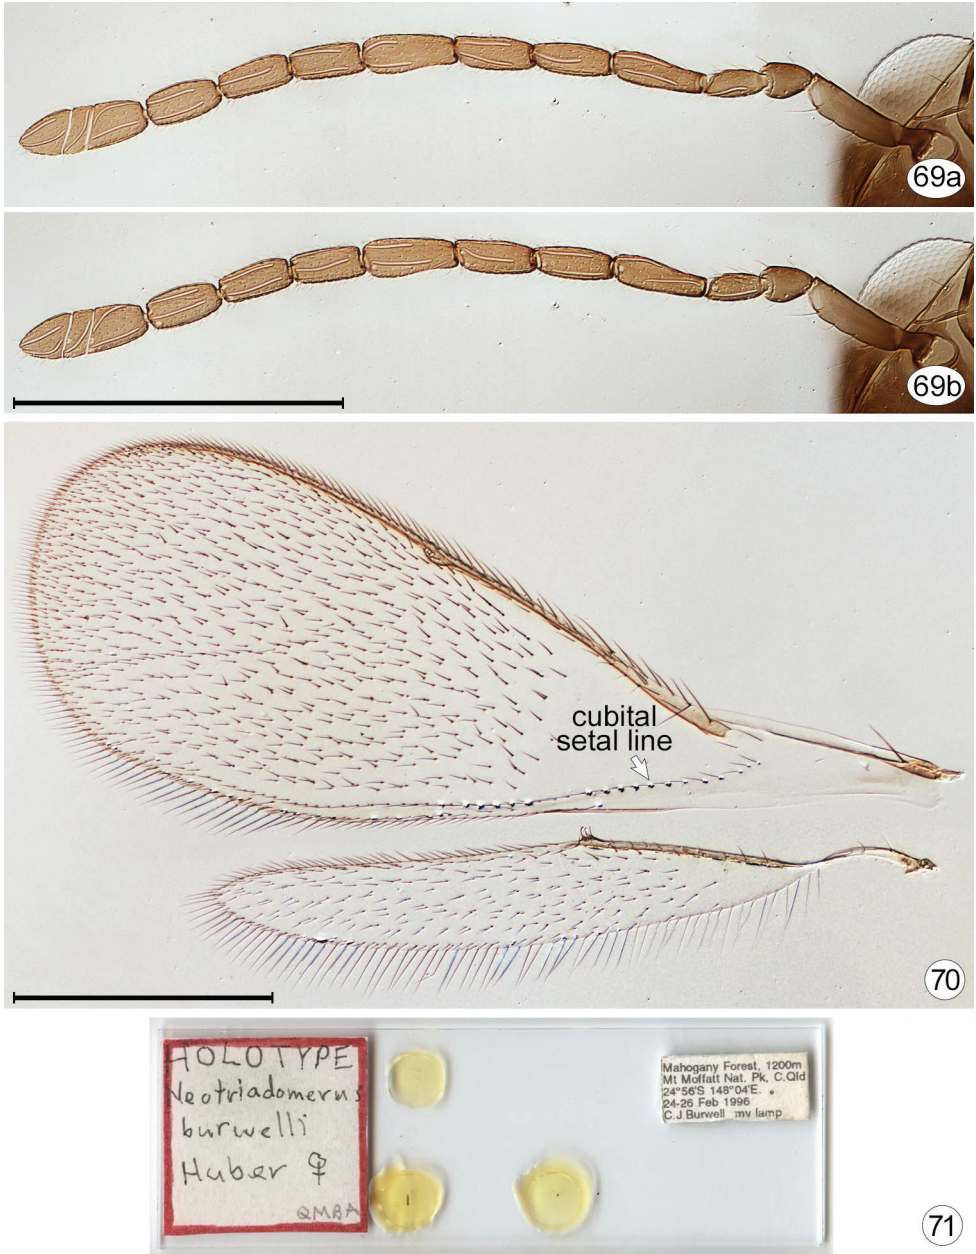 69a
69b
cubital
setal line
70
HOLOTYPE
Neotriadomerus
burwelli
Huber ♀
QMBA
Mahogany Forest, 1200m
Mt Moffatt Nat. Pk, C.Qld
24°56'S 148°04'E.
24-26 Feb 1996
C.J.Burwell mv lamp
71